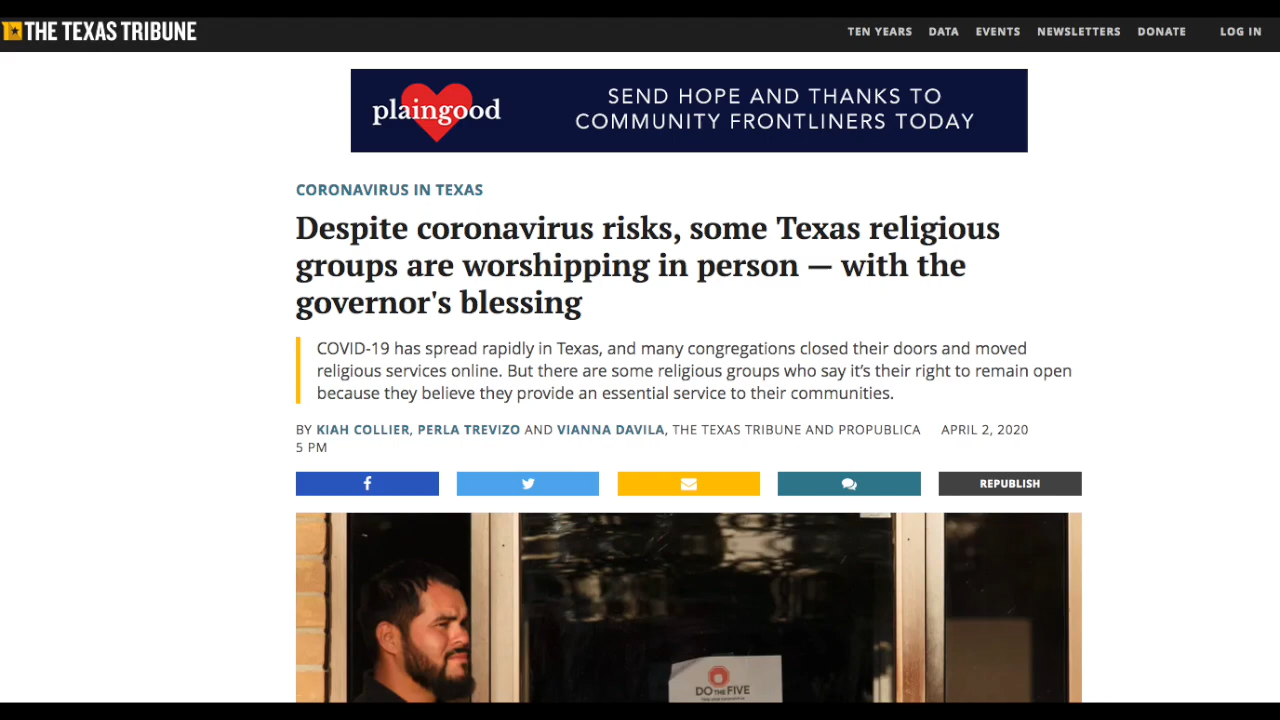 THE TEXAS TRIBUNE
TEN YEARS DATA EVENTS NEWSLETTERS DONATE LOG IN
plaingood
SEND HOPE AND THANKS TO
COMMUNITY FRONTLINERS TODAY
CORONAVIRUS IN TEXAS
Despite coronavirus risks, some Texas religious
groups are worshipping in person — with the
governor's blessing
COVID-19 has spread rapidly in Texas, and many congregations closed their doors and moved
religious services online. But there are some religious groups who say it's their right to remain open
because they believe they provide an essential service to their communities.
BY KIAH COLLIER, PERLA TREVIZO AND VIANNA DAVILA, THE TEXAS TRIBUNE AND PROPUBLICA APRIL 2, 2020
5 PM
REPUBLISH
DO THE FIVE